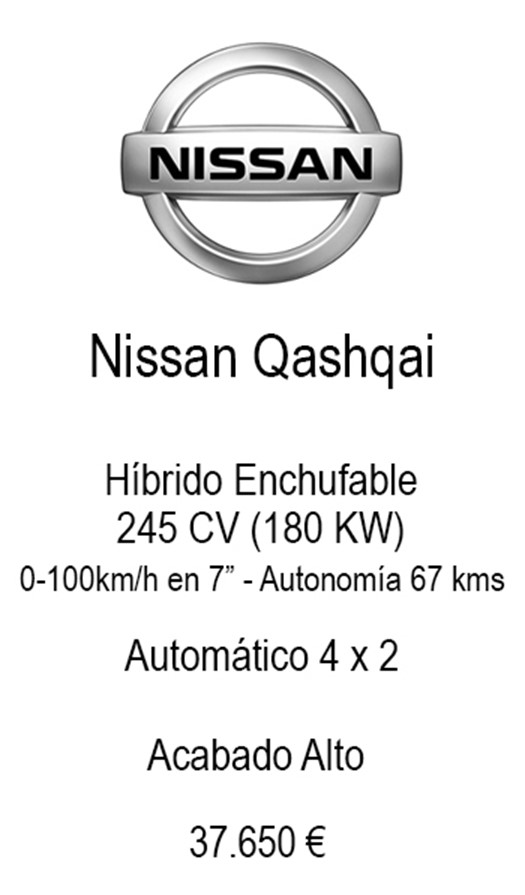 NISSAN
Nissan Qashqai
Híbrido Enchufable
245 CV (180 KW)
0-100km/h en 7” - Autonomía 67 kms
Automático 4 x 2
Acabado Alto
37.650 €